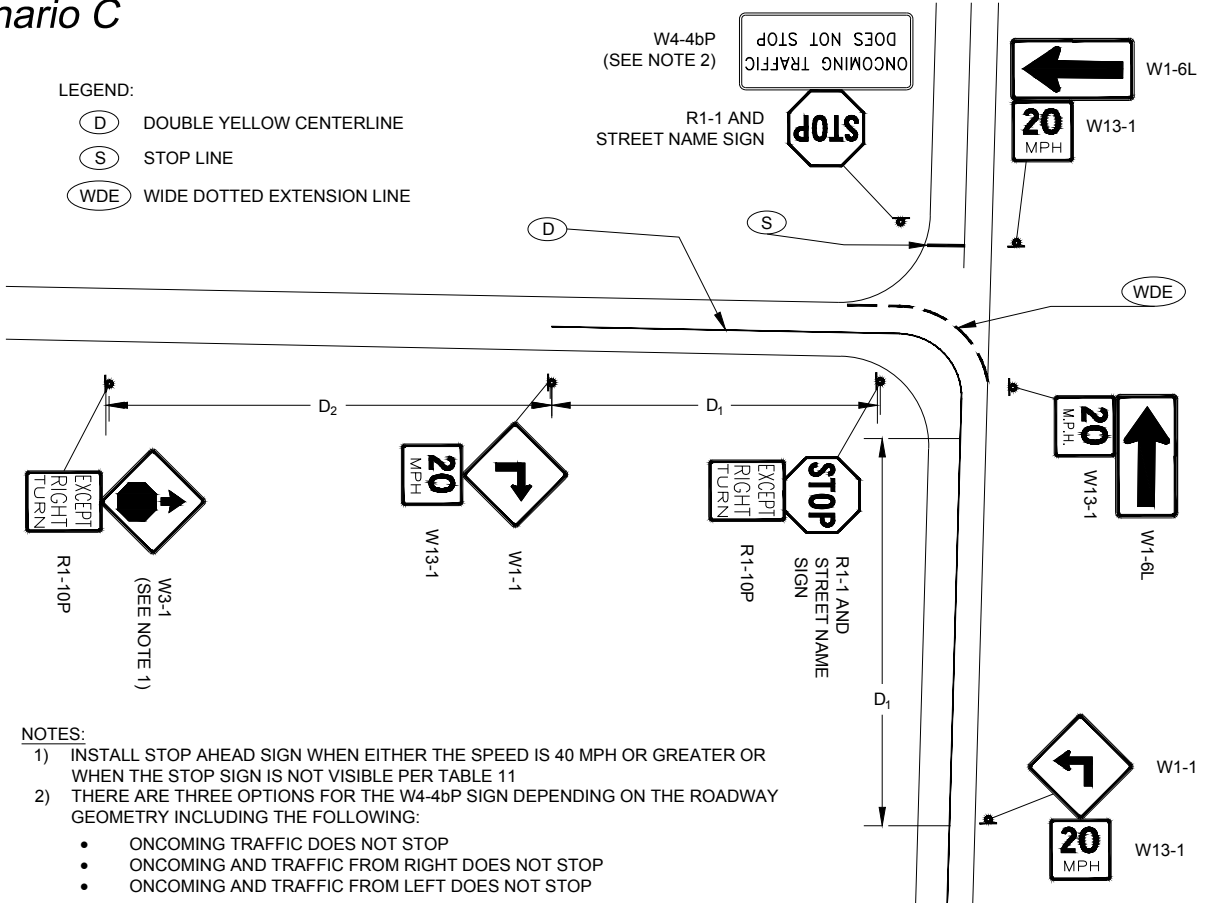 nario C
LEGEND:
D DOUBLE YELLOW CENTERLINE
S STOP LINE
WDE WIDE DOTTED EXTENSION LINE
W4-4bP
(SEE NOTE 2)
ONCOMING TRAFFIC
DOES NOT STOP
R1-1 AND
STREET NAME SIGN
STOP
W1-6L
20
MPH
W13-1
D
S
WDE
D2
D1
EXCEPT
RIGHT
TURN
R1-10P
W3-1
(SEE NOTE 1)
20
MPH
W13-1
W1-1
EXCEPT
RIGHT
TURN
R1-10P
STOP
R1-1 AND
STREET NAME
SIGN
D1
20
M.P.H.
W13-1
W1-6L
W1-1
20
MPH
W13-1
NOTES:
1) INSTALL STOP AHEAD SIGN WHEN EITHER THE SPEED IS 40 MPH OR GREATER OR
WHEN THE STOP SIGN IS NOT VISIBLE PER TABLE 11
2) THERE ARE THREE OPTIONS FOR THE W4-4bP SIGN DEPENDING ON THE ROADWAY
GEOMETRY INCLUDING THE FOLLOWING:
• ONCOMING TRAFFIC DOES NOT STOP
• ONCOMING AND TRAFFIC FROM RIGHT DOES NOT STOP
• ONCOMING AND TRAFFIC FROM LEFT DOES NOT STOP